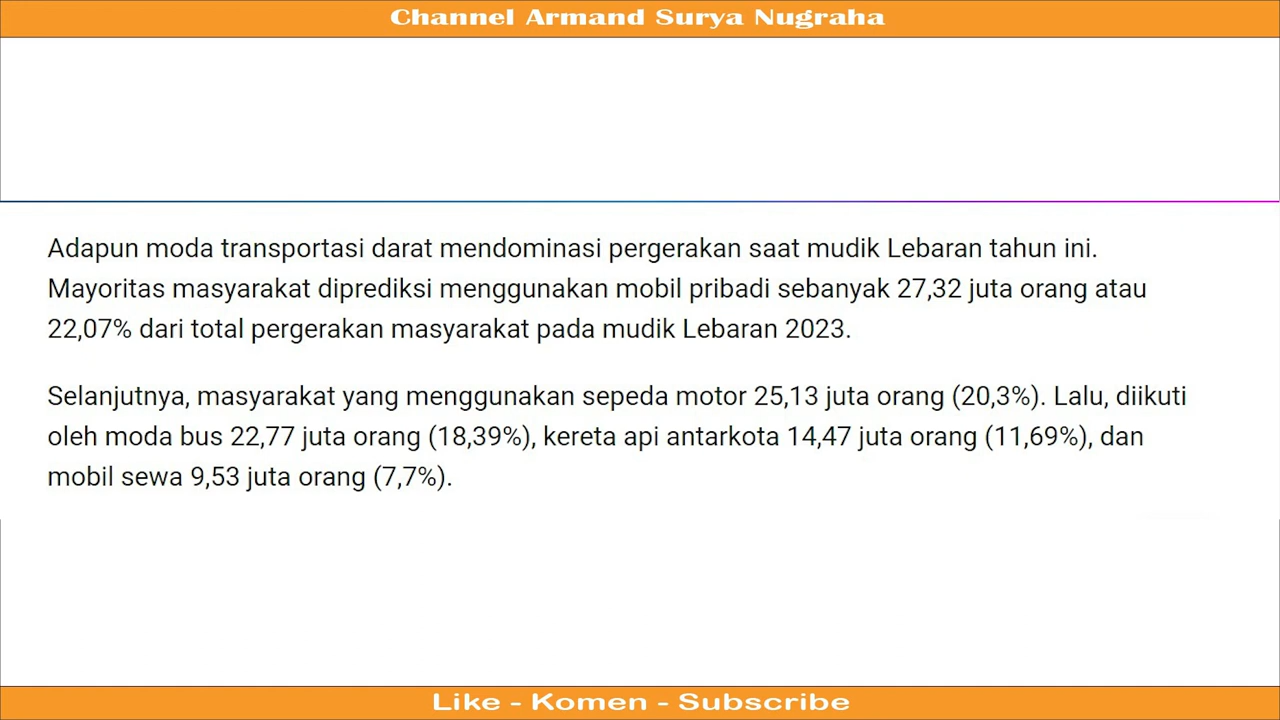 Channel Armand Surya Nugraha
Adapun moda transportasi darat mendominasi pergerakan saat mudik Lebaran tahun ini.
Mayoritas masyarakat diprediksi menggunakan mobil pribadi sebanyak 27,32 juta orang atau
22,07% dari total pergerakan masyarakat pada mudik Lebaran 2023.
Selanjutnya, masyarakat yang menggunakan sepeda motor 25,13 juta orang (20,3%). Lalu, diikuti
oleh moda bus 22,77 juta orang (18,39%), kereta api antarkota 14,47 juta orang (11,69%), dan
mobil sewa 9,53 juta orang (7,7%).
Like - Komen - Subscribe